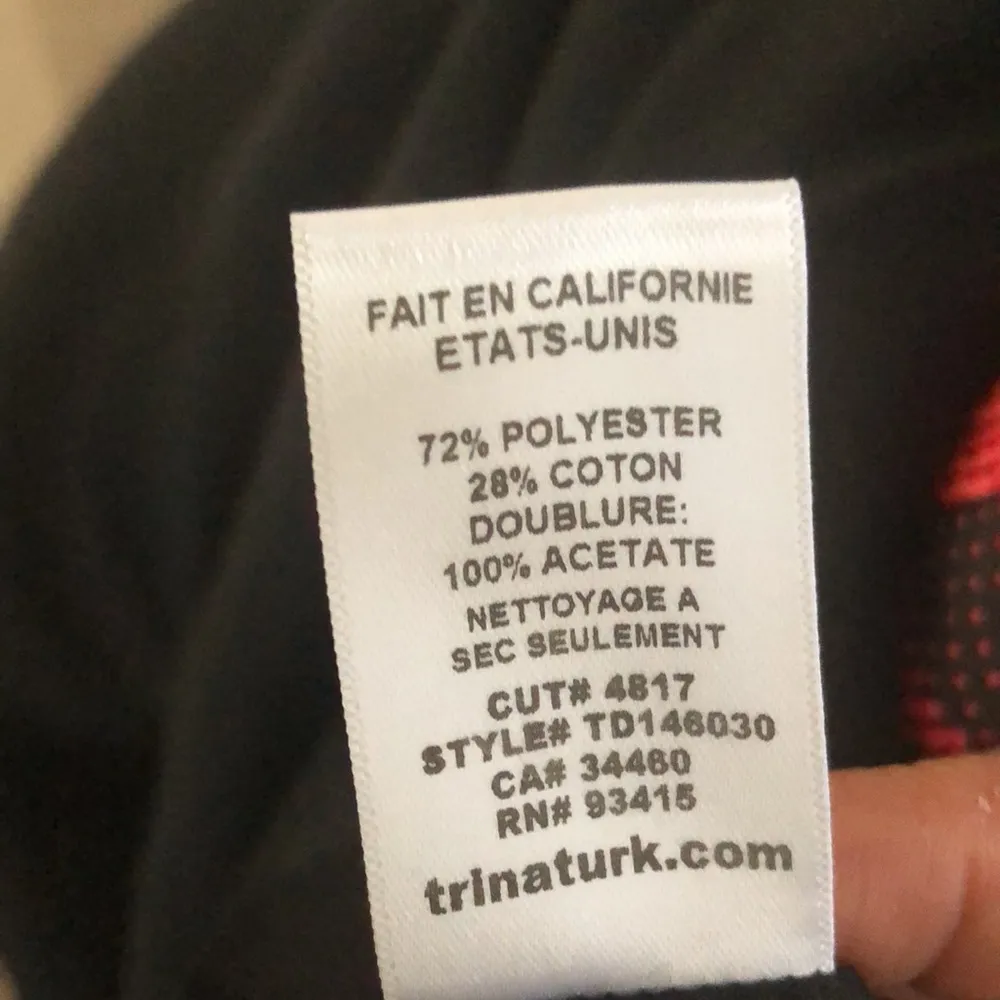 FAIT EN CALIFORNIE
ETATS-UNIS
72% POLYESTER
28% COTON
DOUBLURE:
100% ACETATE
NETTOYAGE A
SEC SEULEMENT
CUT# 4817
STYLE# TD146030
CA# 34460
RN# 93415
trinaturk.com